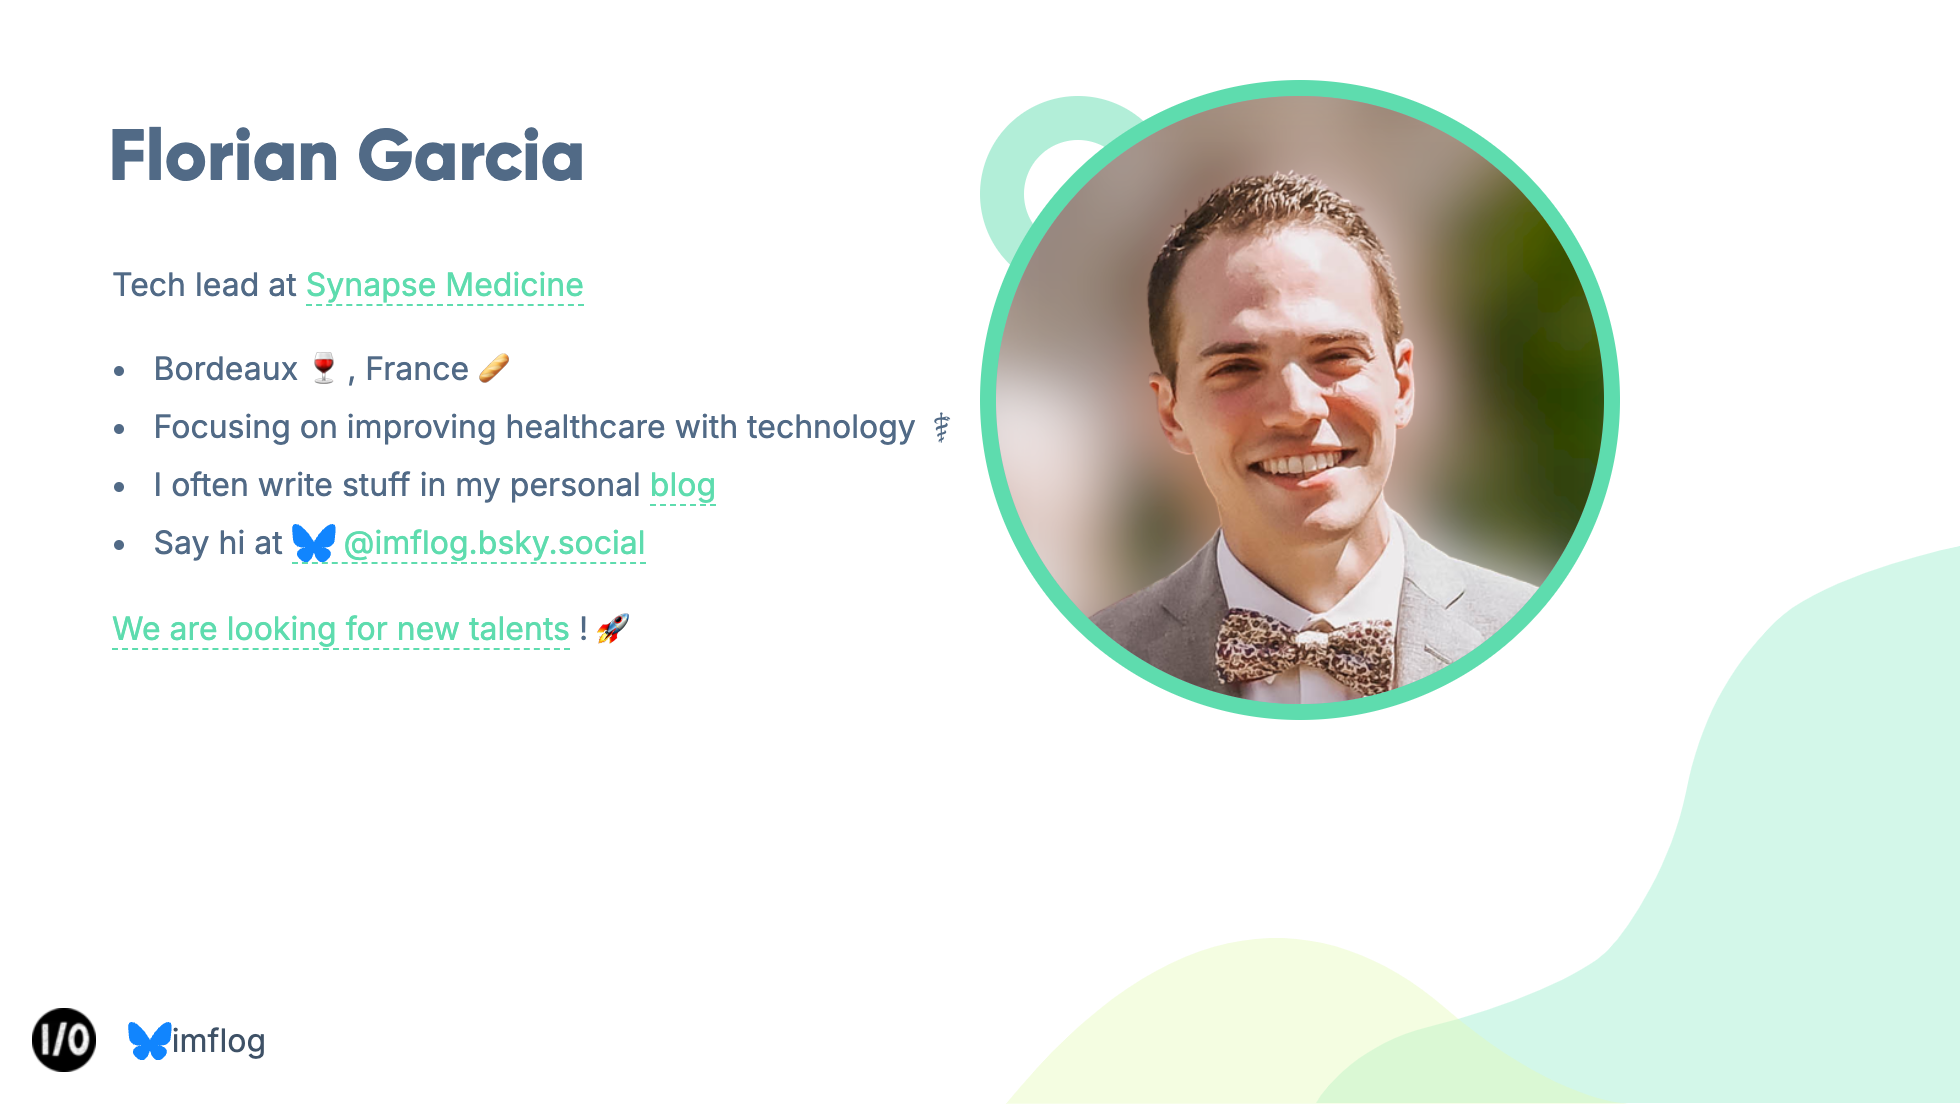 Florian Garcia
Tech lead at Synapse Medicine
• Bordeaux 🍷 , France 🥖
• Focusing on improving healthcare with technology ⚕
• I often write stuff in my personal blog
• Say hi at 🦋 @imflog.bsky.social
We are looking for new talents ! 🚀
I/O 🦋imflog